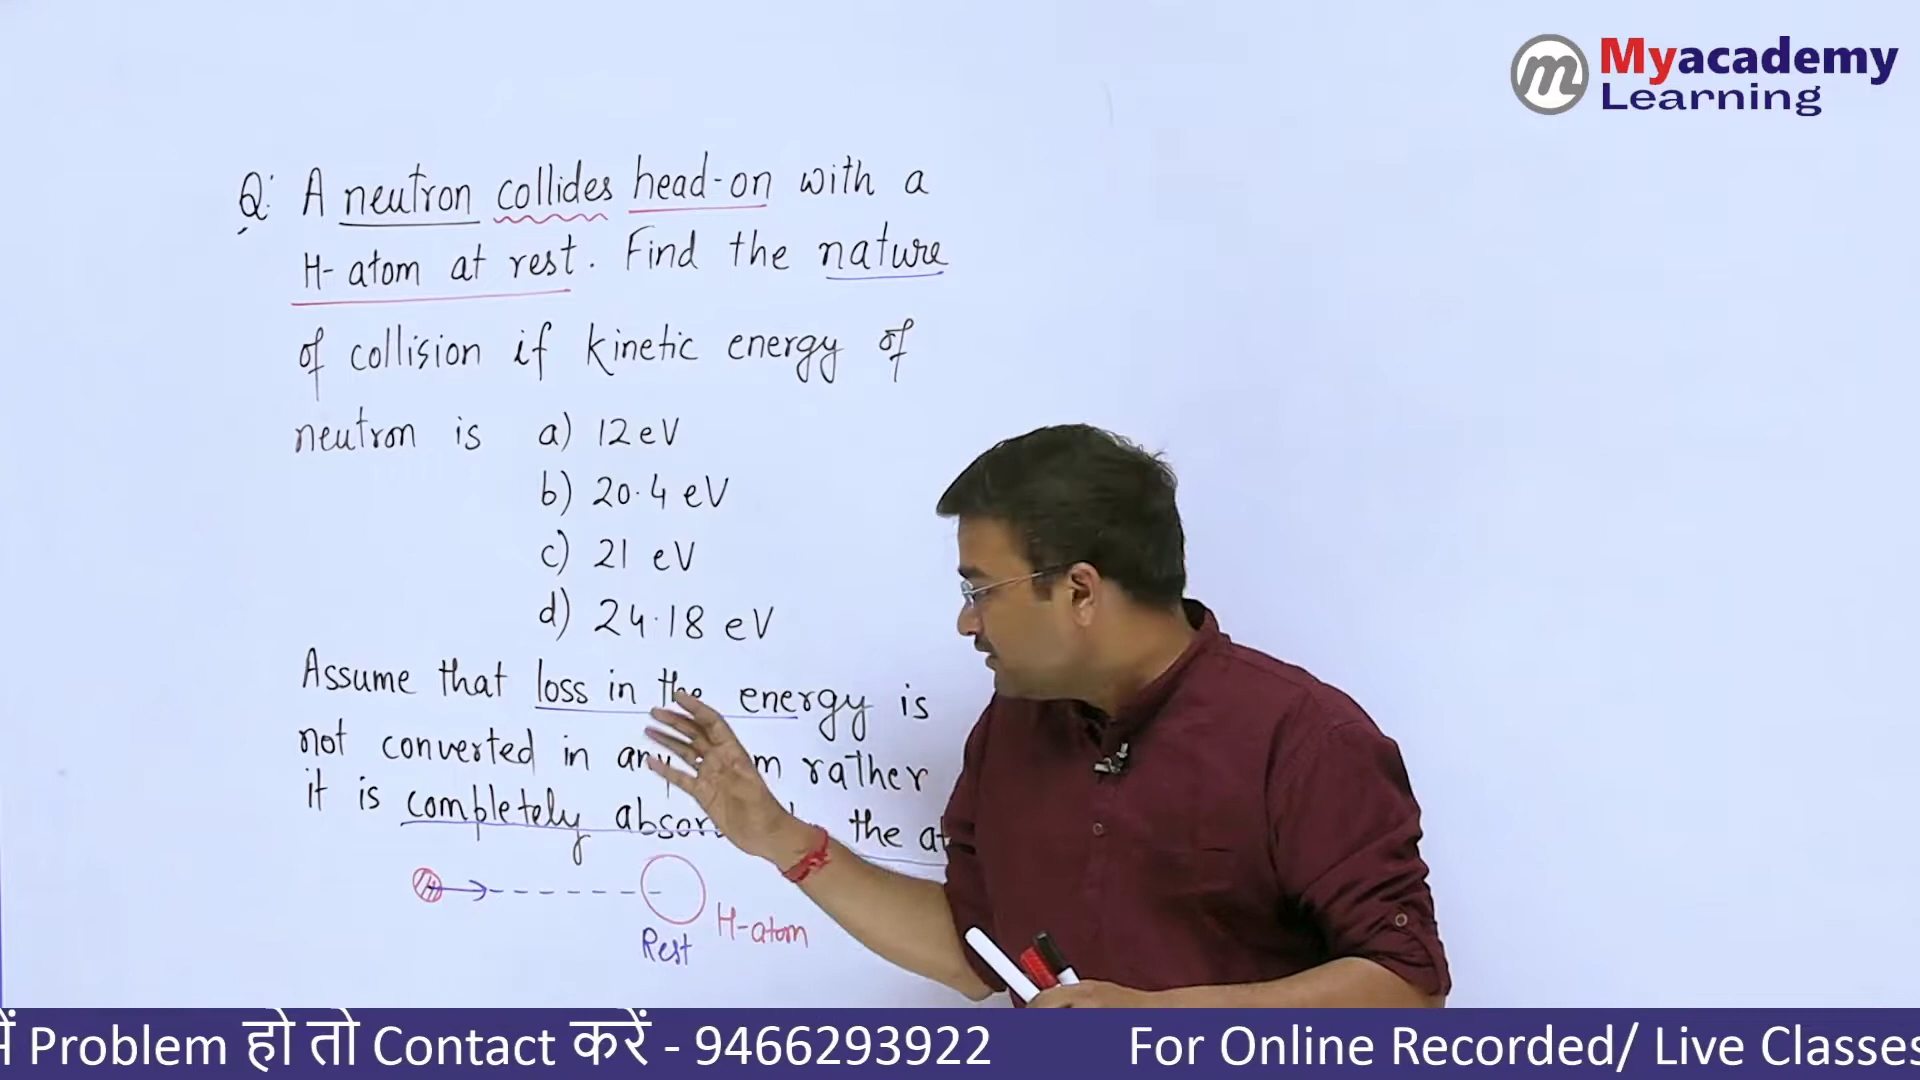 Myacademy
Learning
Q: A neutron collides head-on with a
H-atom at rest. Find the nature
of collision if kinetic energy of
neutron is a) 12 eV
b) 20.4 eV
c) 21 eV
d) 24.18 eV
Assume that loss in the energy is
not converted in any rather
it is completely the
H-atom
Rest
Problem हो तो Contact करें - 9466293922 For Online Recorded/ Live Classes